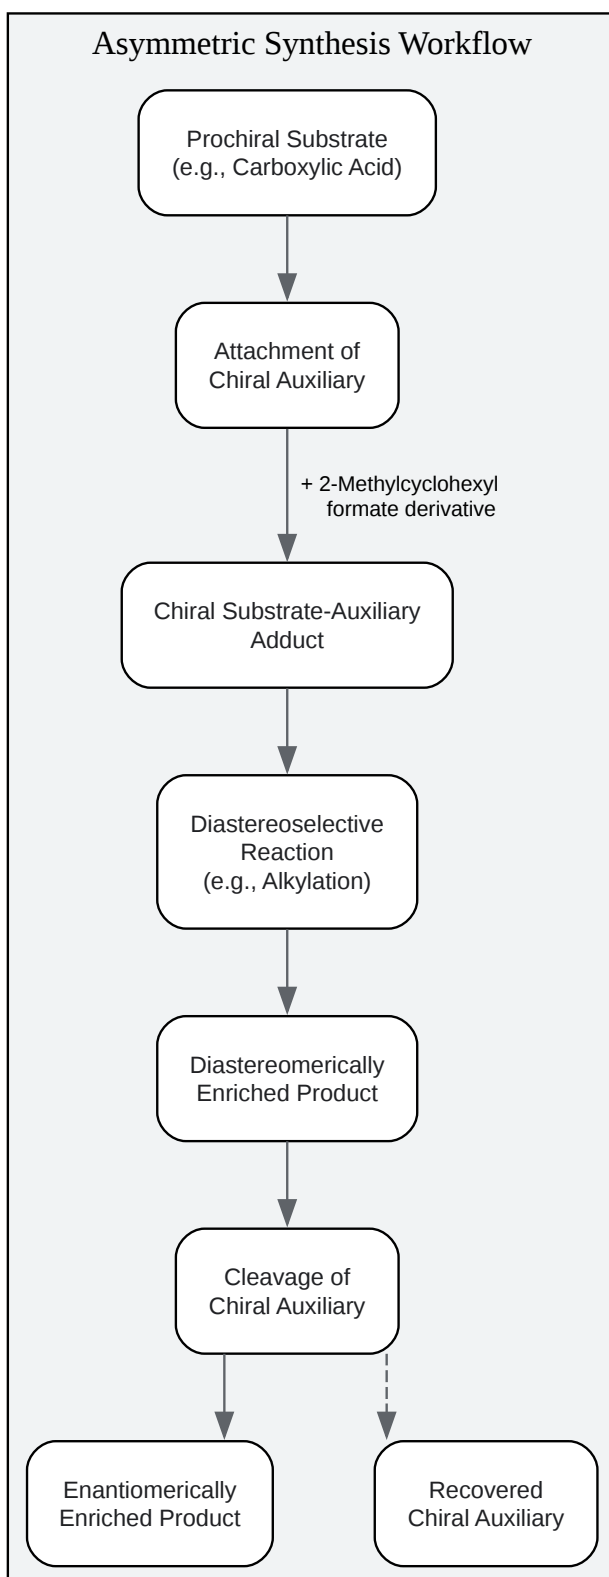 Asymmetric Synthesis Workflow
Prochiral Substrate
(e.g., Carboxylic Acid)
Attachment of
Chiral Auxiliary
+ 2-Methylcyclohexyl
formate derivative
Chiral Substrate-Auxiliary
Adduct
Diastereoselective
Reaction
(e.g., Alkylation)
Diastereomerically
Enriched Product
Cleavage of
Chiral Auxiliary
Enantiomerically
Enriched Product
Recovered
Chiral Auxiliary